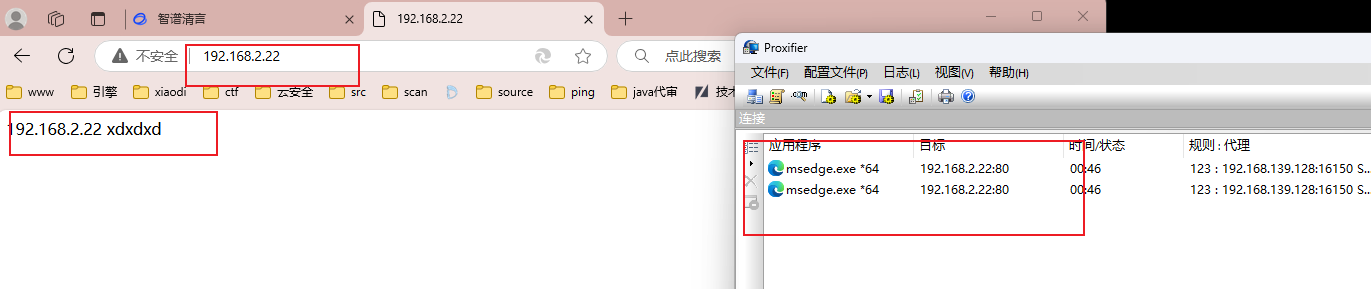 智谱清言
192.168.2.22
不安全
192.168.2.22
点此搜索
www
引擎
xiaodi
ctf
云安全
src
scan
source
ping
java代审
技术
192.168.2.22 xdxdxd
Proxifier
文件(F) 配置文件(P) 日志(L) 视图(V) 帮助(H)
.com
连接
应用程序 目标 时间/状态 规则 : 代理
msedge.exe *64 192.168.2.22:80 00:46 123 : 192.168.139.128:16150 S...
msedge.exe *64 192.168.2.22:80 00:46 123 : 192.168.139.128:16150 S...